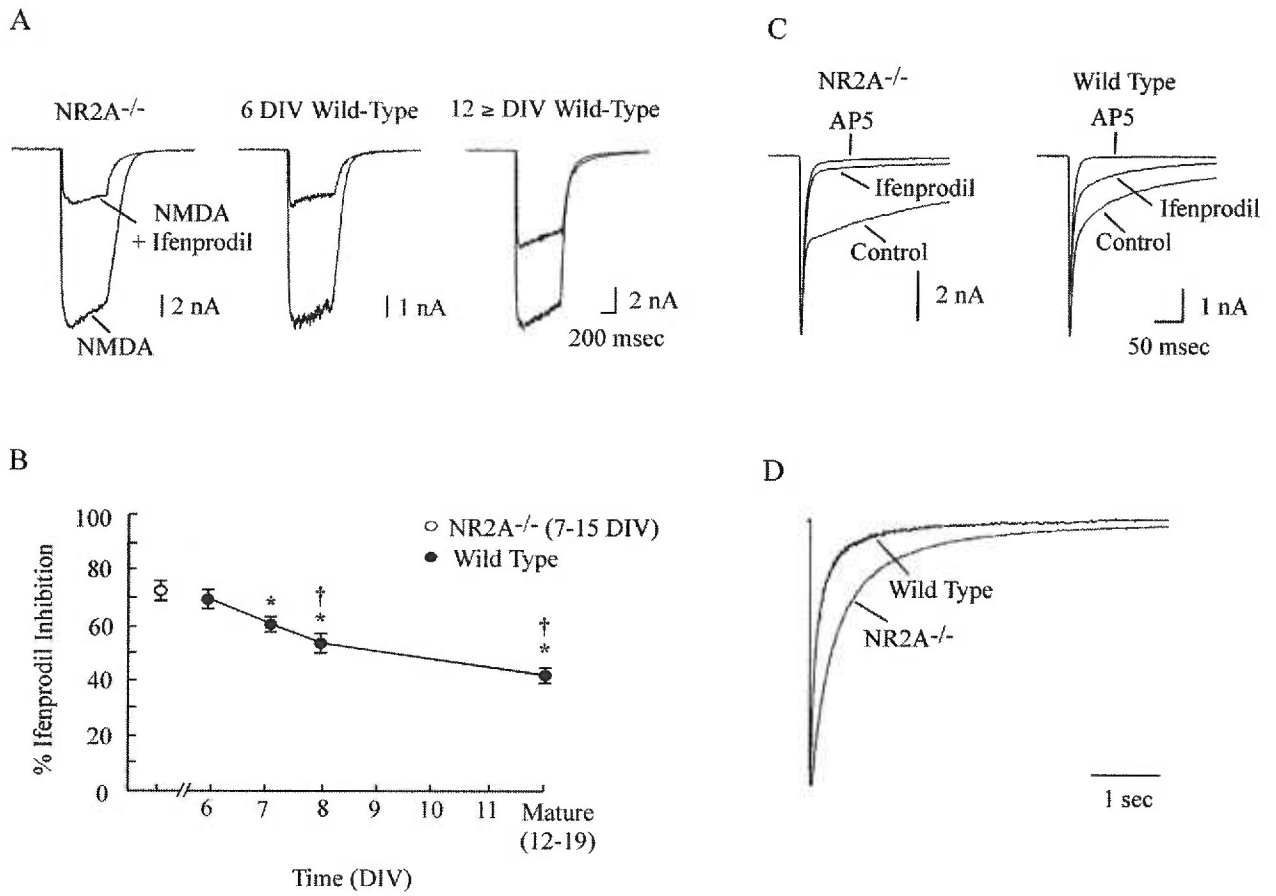 A
NR2A-/-
6 DIV Wild-Type
12 ≥ DIV Wild-Type
NMDA
+ Ifenprodil
NMDA
2 nA
1 nA
2 nA
200 msec
C
NR2A-/-
AP5
Ifenprodil
Control
2 nA
Wild Type
AP5
Ifenprodil
Control
1 nA
50 msec
B
% Ifenprodil Inhibition
100
80
60
40
20
0
NR2A-/- (7-15 DIV)
Wild Type
*
†
*
†
*
6
7
8
9
10
11
Mature
(12-19)
Time (DIV)
D
Wild Type
NR2A-/-
1 sec